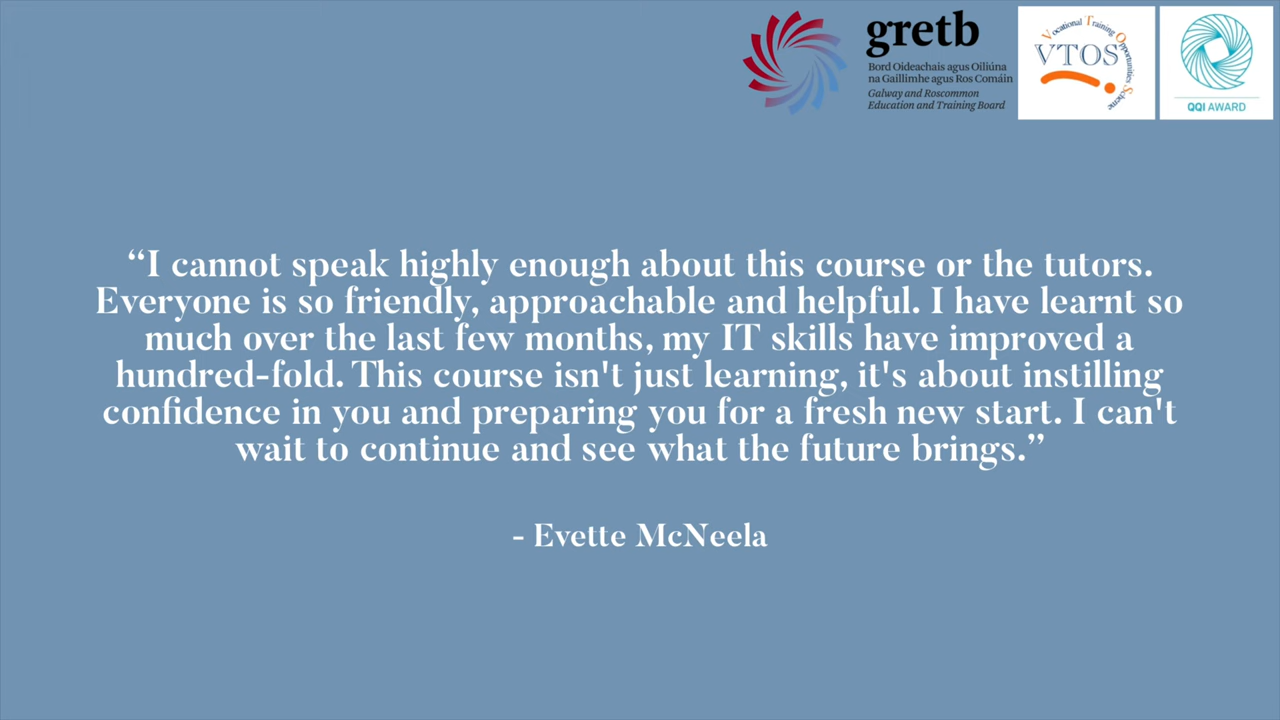 gretb
Bord Oideachais agus Oiliúna
na Gaillimhe agus Ros Comáin
Galway and Roscommon
Education and Training Board
Vocational Training Opportunities Scheme
VTOS
QQI AWARD
“I cannot speak highly enough about this course or the tutors.
Everyone is so friendly, approachable and helpful. I have learnt so
much over the last few months, my IT skills have improved a
hundred-fold. This course isn't just learning, it's about instilling
confidence in you and preparing you for a fresh new start. I can't
wait to continue and see what the future brings.”
- Evette McNeela